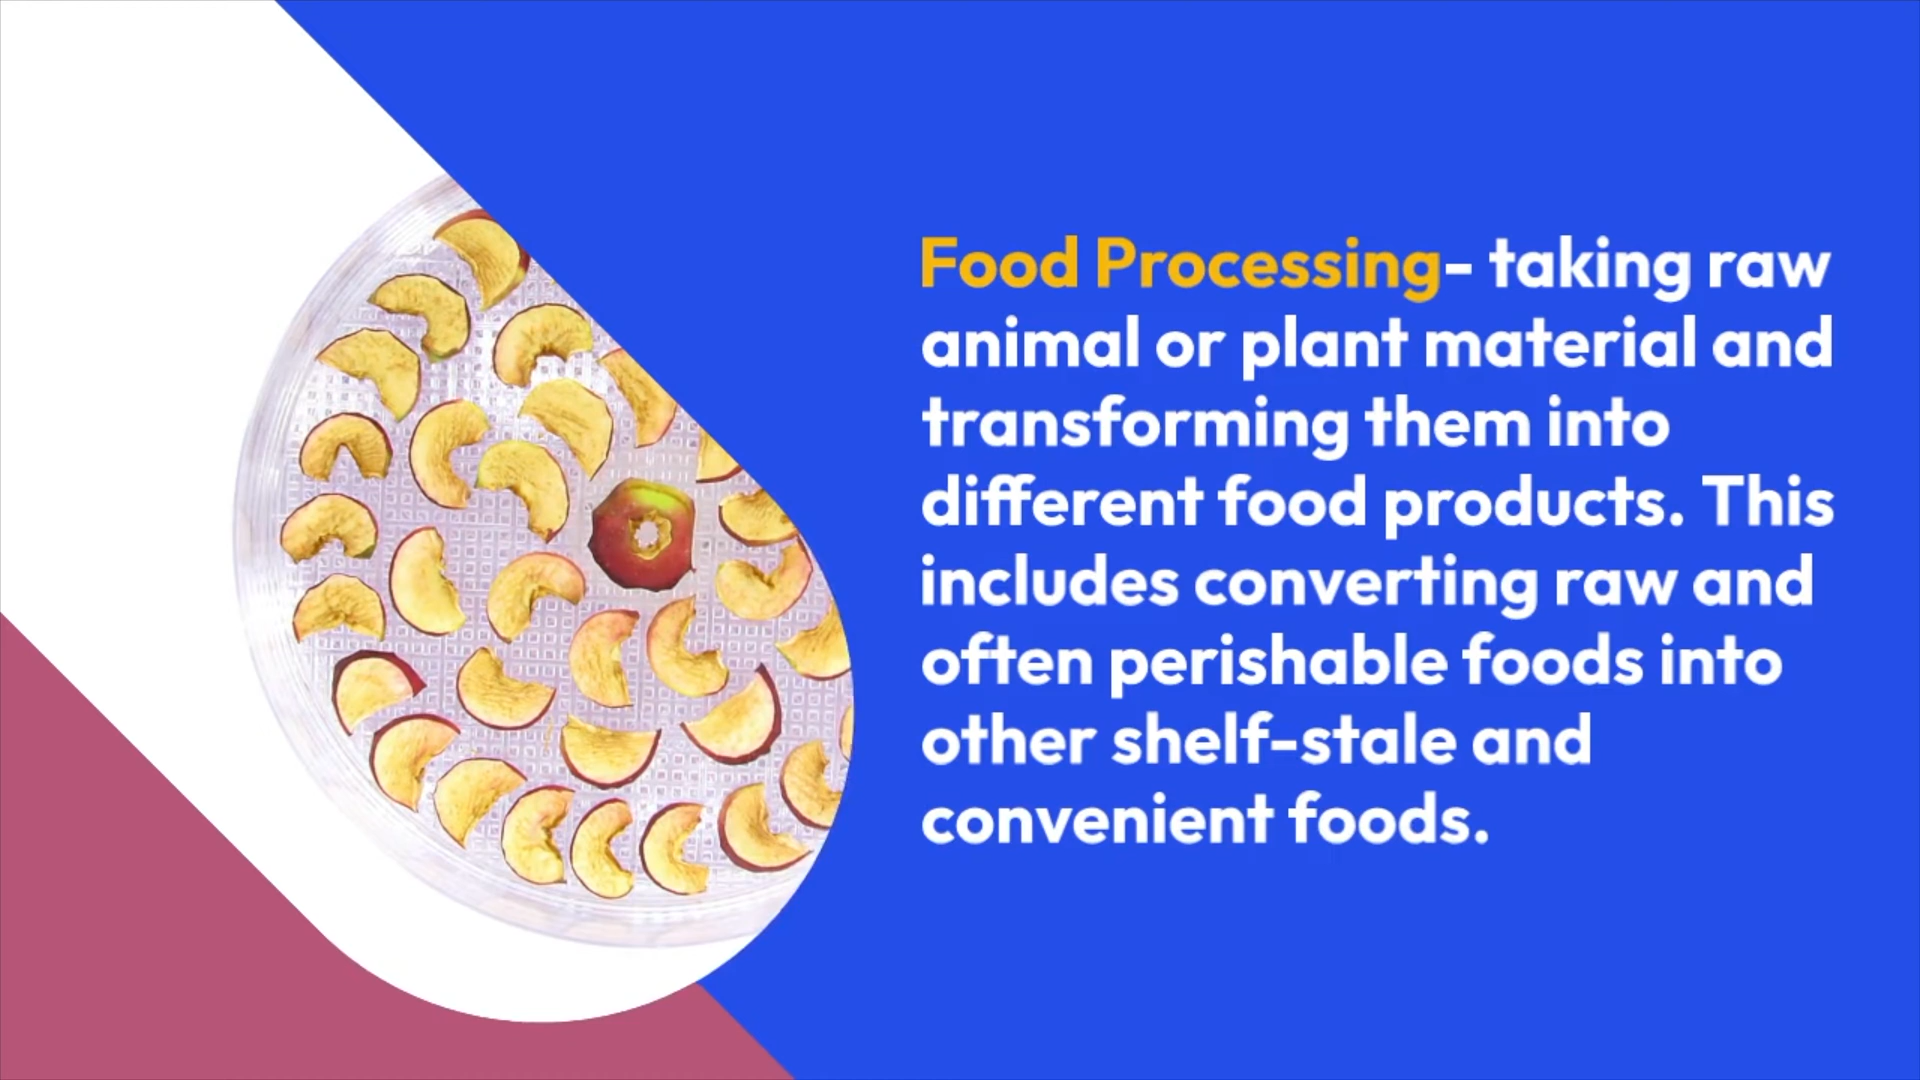 Food Processing- taking raw
animal or plant material and
transforming them into
different food products. This
includes converting raw and
often perishable foods into
other shelf-stale and
convenient foods.